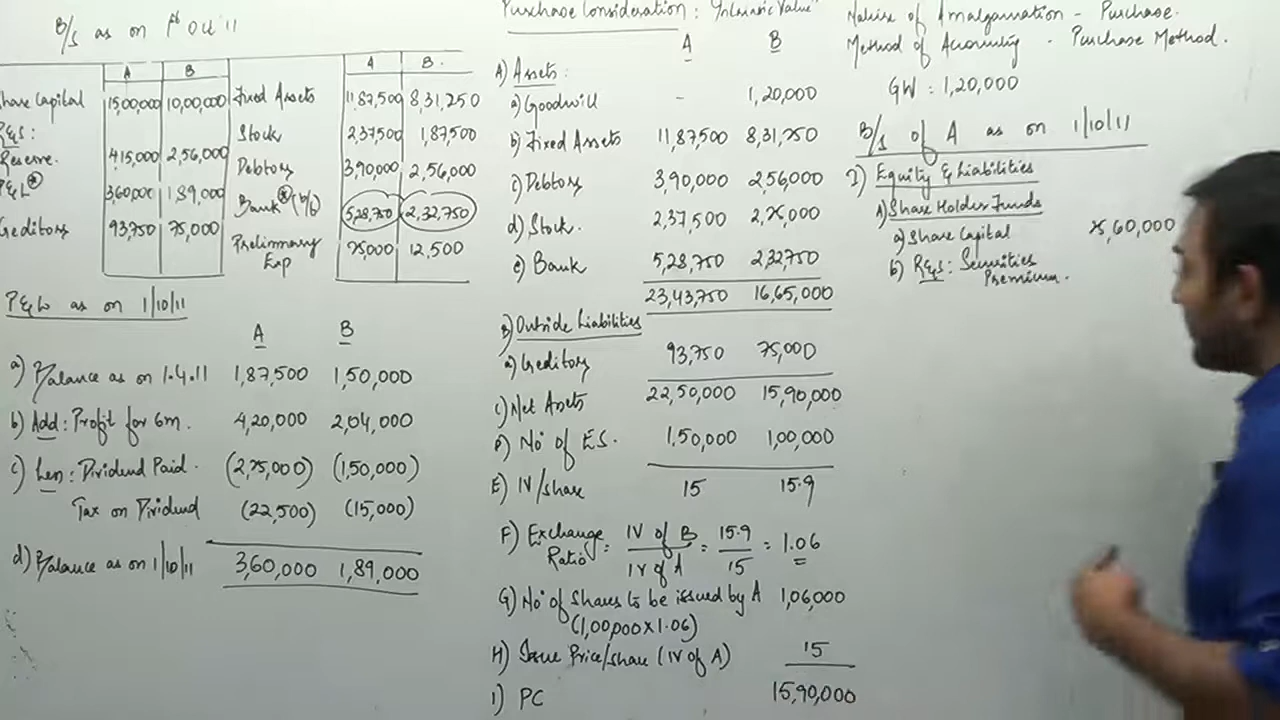 B/S as on 1st Oct 11
A B A B.
Share Capital 15,00,000 10,00,000 Fixed Assets 11,87,500 8,31,250
R&S: Stock 2,37,500 1,87,500
Reserve. 4,15,000 2,56,000 Debtors 3,90,000 2,56,000
P&L* 3,60,000 1,89,000 Bank* (b/f) 5,28,750 2,32,750
Creditors 93,750 75,000 Preliminary Exp 75,000 12,500
P&L as on 1/10/11
A B
a) Balance as on 1.4.11 1,87,500 1,50,000
b) Add: Profit for 6m. 4,20,000 2,04,000
c) Less: Dividend Paid. (2,25,000) (1,50,000)
Tax on Dividend (22,500) (15,000)
d) Balance as on 1/10/11 3,60,000 1,89,000
Purchase Consideration: "Intrinsic Value"
A B
A) Assets:
a) Goodwill - 1,20,000
b) Fixed Assets 11,87,500 8,31,250
c) Debtors 3,90,000 2,56,000
d) Stock. 2,37,500 2,25,000
e) Bank 5,28,750 2,32,750
23,43,750 16,65,000
B) Outside Liabilities
a) Creditors 93,750 75,000
C) Net Assets 22,50,000 15,90,000
D) No of ES. 1,50,000 1,00,000
E) IV/share 15 15.9
F) Exchange Ratio = IV of B / IV of A = 15.9 / 15 = 1.06
G) No of Shares to be issued by A 1,06,000
(1,00,000 x 1.06)
H) Issue Price/share (IV of A) 15
I) PC 15,90,000
Nature of Amalgamation - Purchase.
Method of Accounting - Purchase Method.
GW : 1,20,000
B/S of A as on 1/10/11
I) Equity & Liabilities
A) Share Holder Funds
a) Share Capital 25,60,000
b) R&S: Securities
Premium.